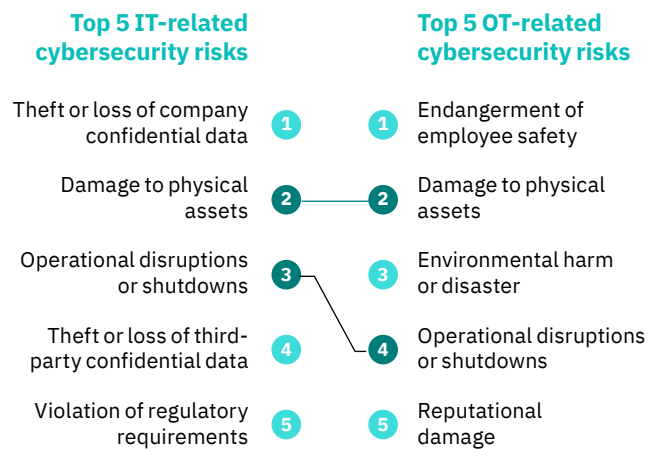 Top 5 IT-related
cybersecurity risks
Theft or loss of company
confidential data
1
Damage to physical
assets
2
Operational disruptions
or shutdowns
3
Theft or loss of third-
party confidential data
4
Violation of regulatory
requirements
5
Top 5 OT-related
cybersecurity risks
1
Endangerment of
employee safety
2
Damage to physical
assets
3
Environmental harm
or disaster
4
Operational disruptions
or shutdowns
5
Reputational
damage